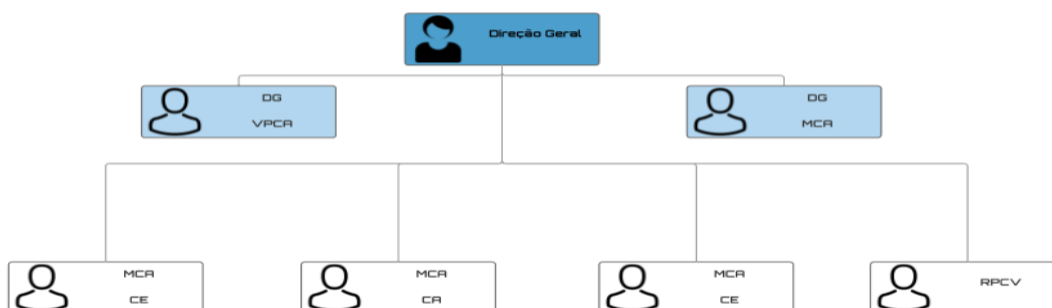 Direção Geral
DG
VPCA
DG
MCA
MCA
CE
MCA
CA
MCA
CE
RPCV